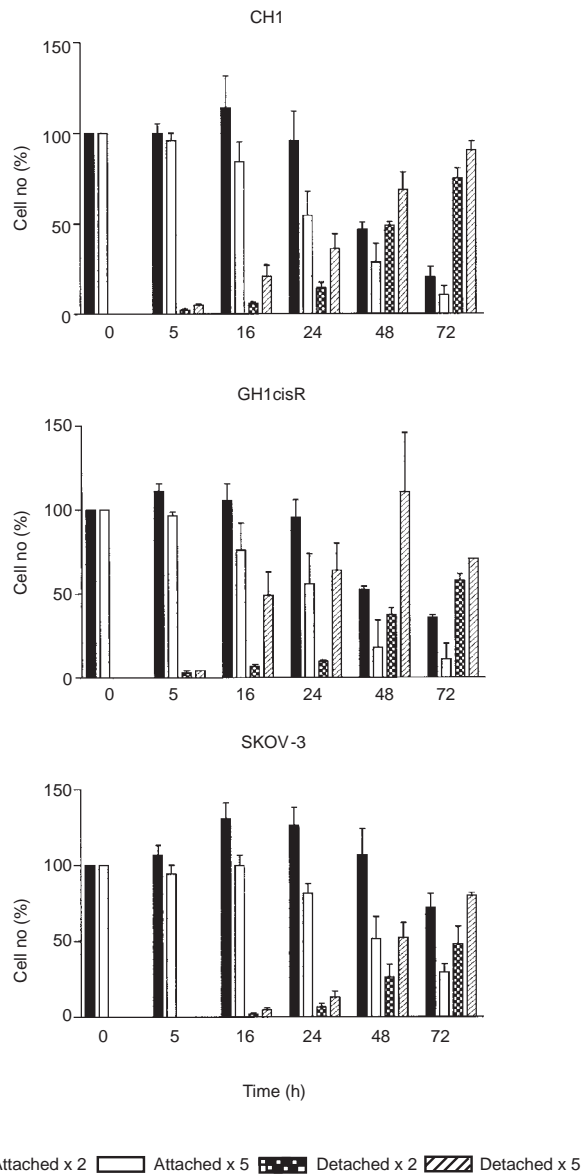 CH1
150
100
50
0
Cell no (%)
0 5 16 24 48 72
GH1cisR
150
100
50
0
Cell no (%)
0 5 16 24 48 72
SKOV-3
150
100
50
0
Cell no (%)
0 5 16 24 48 72
Time (h)
ttached x 2 Attached x 5 Detached x 2 Detached x 5